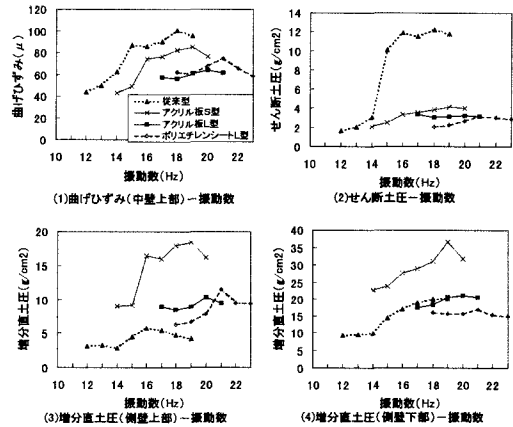 曲げひずみ(μ)
120
100
80
60
40
20
0
従来型
アクリル板S型
アクリル板L型
ポリエチレンシートL型
10 12 14 16 18 20 22
振動数(Hz)
(1)曲げひずみ(中壁上部)ー振動数
せん断土圧(g/cm2)
14
12
10
8
6
4
2
0
10 12 14 16 18 20 22
振動数(Hz)
(2)せん断土圧ー振動数
増分直土圧(g/cm2)
20
15
10
5
0
10 12 14 16 18 20 22
振動数(Hz)
(3)増分直土圧(側壁上部)ー振動数
増分直土圧(g/cm2)
40
35
30
25
20
15
10
5
0
10 12 14 16 18 20 22
振動数(Hz)
(4)増分直土圧(側壁下部)ー振動数